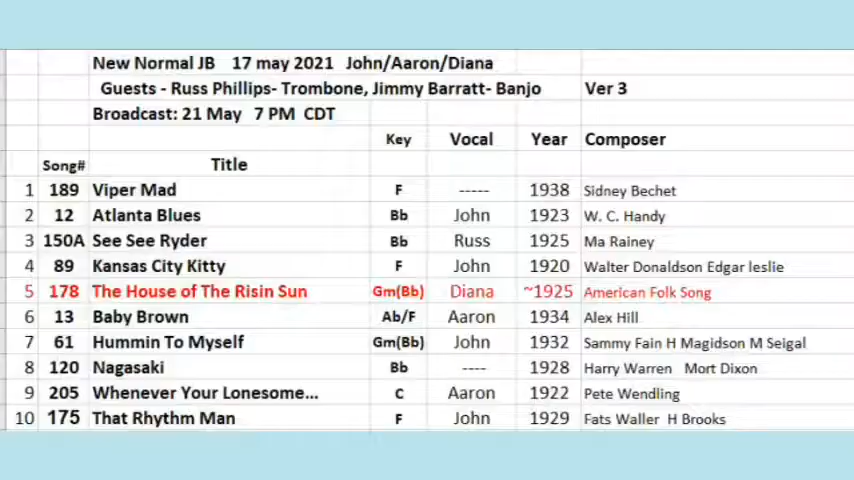 New Normal JB 17 may 2021 John/Aaron/Diana
Guests - Russ Phillips- Trombone, Jimmy Barratt- Banjo Ver 3
Broadcast: 21 May 7 PM CDT
Key Vocal Year Composer
Song# Title
1 189 Viper Mad F ----- 1938 Sidney Bechet
2 12 Atlanta Blues Bb John 1923 W. C. Handy
3 150A See See Ryder Bb Russ 1925 Ma Rainey
4 89 Kansas City Kitty F John 1920 Walter Donaldson Edgar leslie
5 178 The House of The Risin Sun Gm(Bb) Diana ~1925 American Folk Song
6 13 Baby Brown Ab/F Aaron 1934 Alex Hill
7 61 Hummin To Myself Gm(Bb) John 1932 Sammy Fain H Magidson M Seigal
8 120 Nagasaki Bb ---- 1928 Harry Warren Mort Dixon
9 205 Whenever Your Lonesome... C Aaron 1922 Pete Wendling
10 175 That Rhythm Man F John 1929 Fats Waller H Brooks